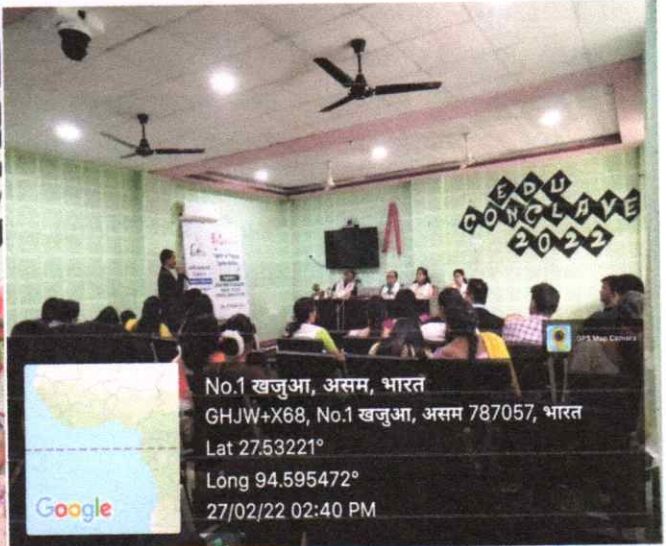 EDU
CONCLAVE
2022
GPS Map Camera
No.1 खजुआ, असम, भारत
GHJW+X68, No.1 खजुआ, असम 787057, भारत
Lat 27.53221°
Long 94.595472°
27/02/22 02:40 PM
Google